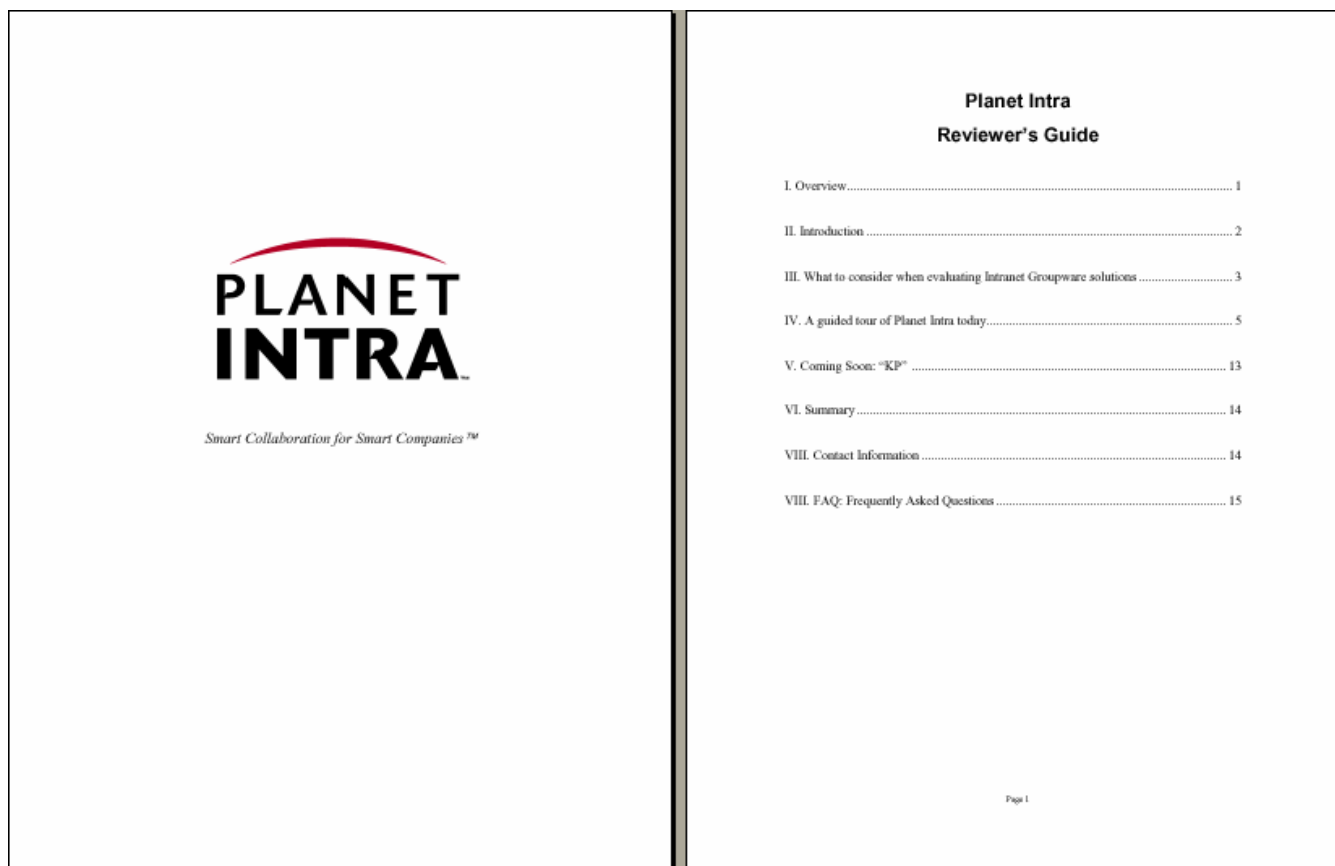 PLANET
INTRA™
Smart Collaboration for Smart Companies™
Planet Intra
Reviewer's Guide
I. Overview.......... 1
II. Introduction .......... 2
III. What to consider when evaluating Intranet Groupware solutions .......... 3
IV. A guided tour of Planet Intra today.......... 5
V. Coming Soon: “KP” .......... 13
VI. Summary .......... 14
VIII. Contact Information .......... 14
VIII. FAQ: Frequently Asked Questions .......... 15
Page 1